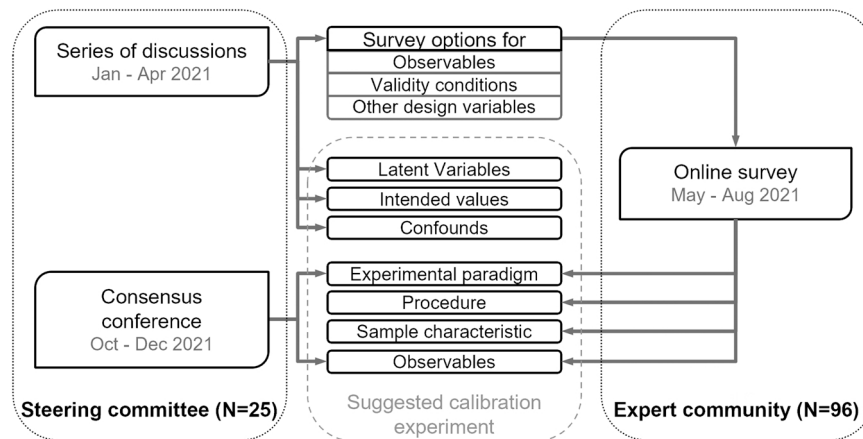 Series of discussions
Jan - Apr 2021
Survey options for
Observables
Validity conditions
Other design variables
Latent Variables
Intended values
Confounds
Online survey
May - Aug 2021
Consensus
conference
Oct - Dec 2021
Experimental paradigm
Procedure
Sample characteristic
Observables
Steering committee (N=25)
Suggested calibration
experiment
Expert community (N=96)